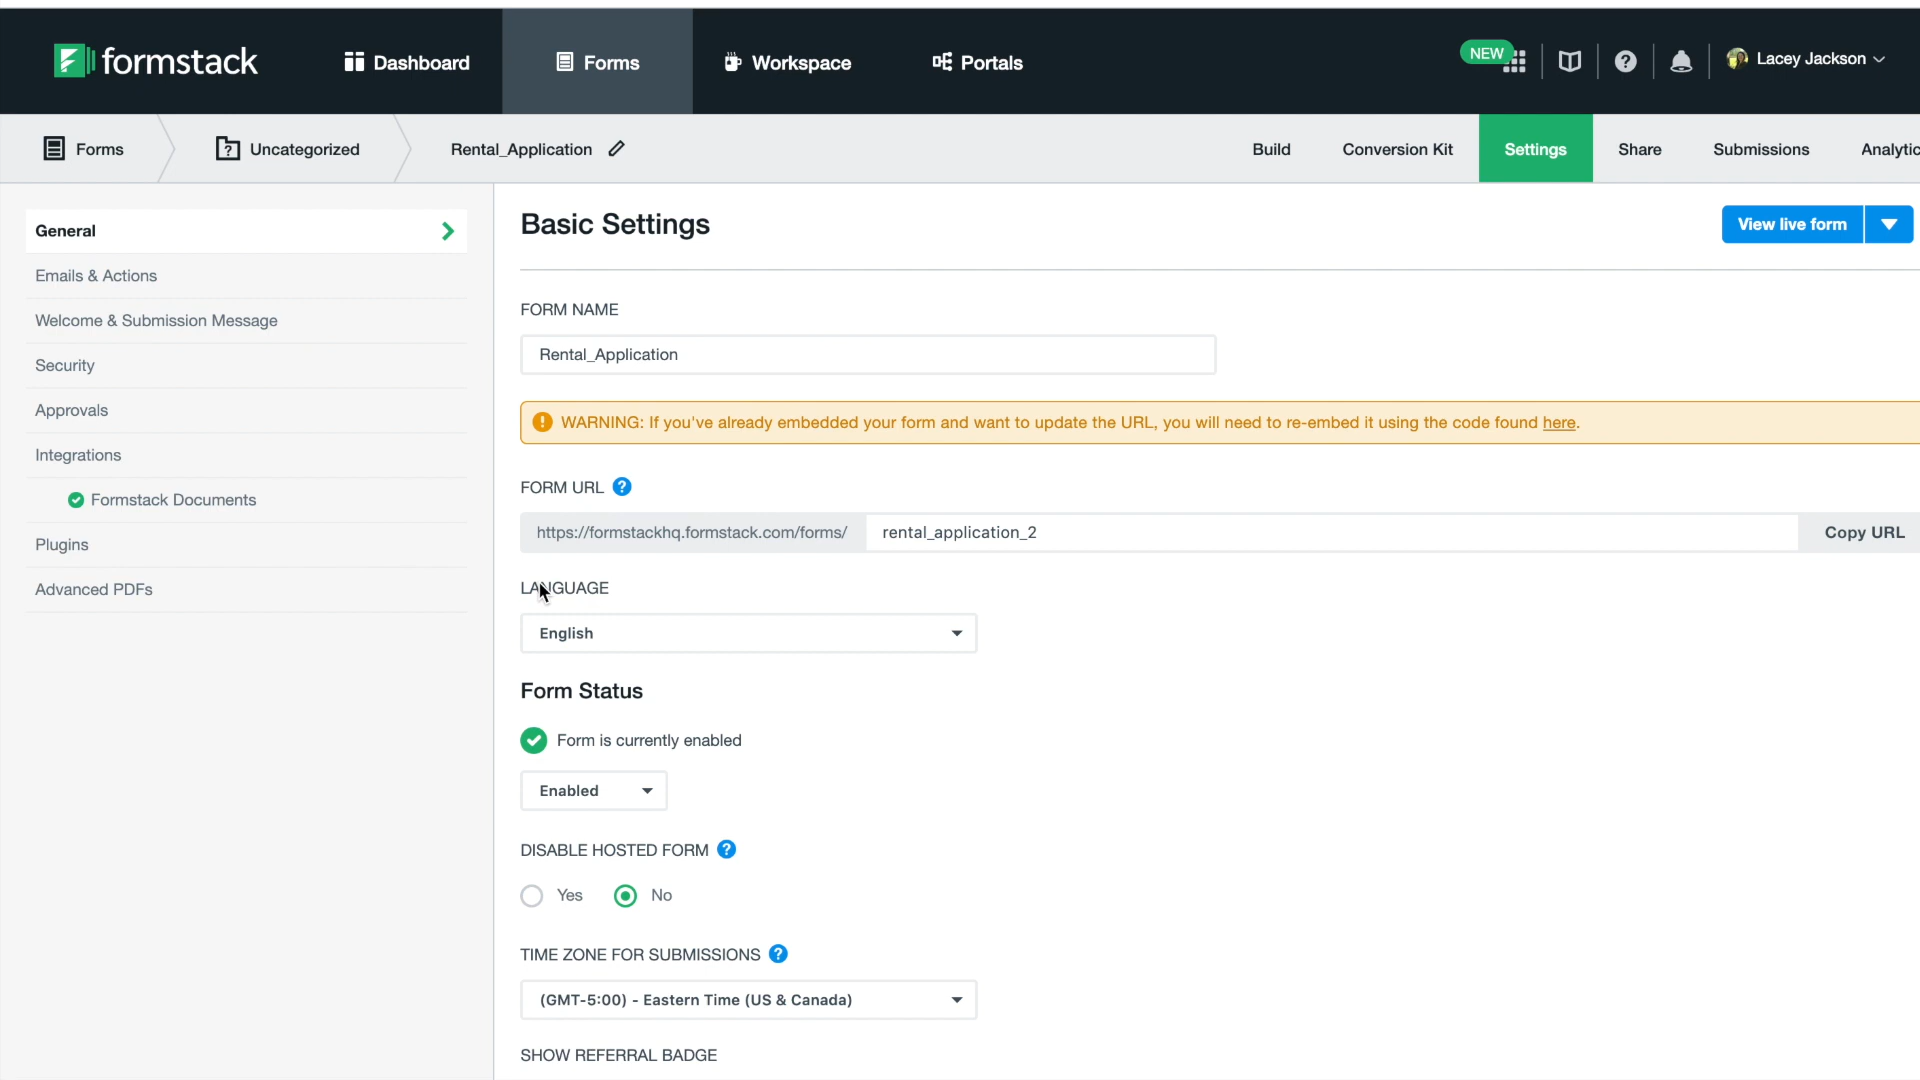 formstack
Dashboard
Forms
Workspace
Portals
NEW
Lacey Jackson
Forms
Uncategorized
Rental_Application
Build
Conversion Kit
Settings
Share
Submissions
Analytic
General
Emails & Actions
Welcome & Submission Message
Security
Approvals
Integrations
Formstack Documents
Plugins
Advanced PDFs
Basic Settings
View live form
FORM NAME
Rental_Application
WARNING: If you've already embedded your form and want to update the URL, you will need to re-embed it using the code found here.
FORM URL ?
https://formstackhq.formstack.com/forms/ rental_application_2 Copy URL
LANGUAGE
English
Form Status
Form is currently enabled
Enabled
DISABLE HOSTED FORM ?
Yes No
TIME ZONE FOR SUBMISSIONS ?
(GMT-5:00) - Eastern Time (US & Canada)
SHOW REFERRAL BADGE